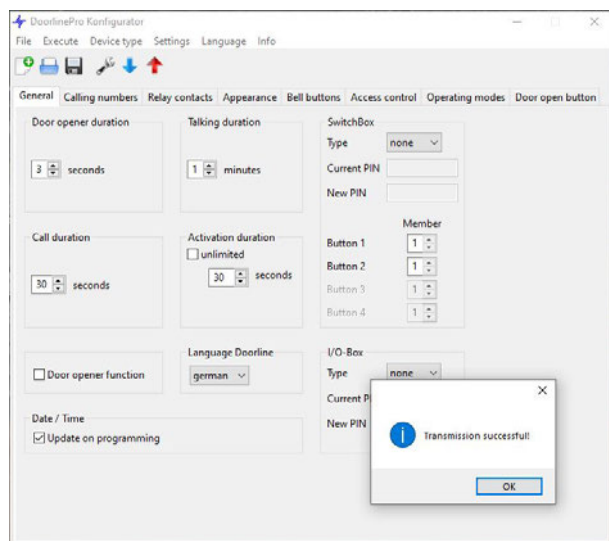 DoorlinePro Konfigurator
File Execute Device type Settings Language Info
General Calling numbers Relay contacts Appearance Bell buttons Access control Operating modes Door open button
Door opener duration
3 seconds
Talking duration
1 minutes
SwitchBox
Type none
Current PIN
New PIN
Member
Button 1 1
Button 2 1
Button 3 1
Button 4 1
Call duration
30 seconds
Activation duration
unlimited
30 seconds
Door opener function
Language Doorline
german
I/O-Box
Type none
Current P
New PIN
Date / Time
Update on programming
Transmission successful!
OK